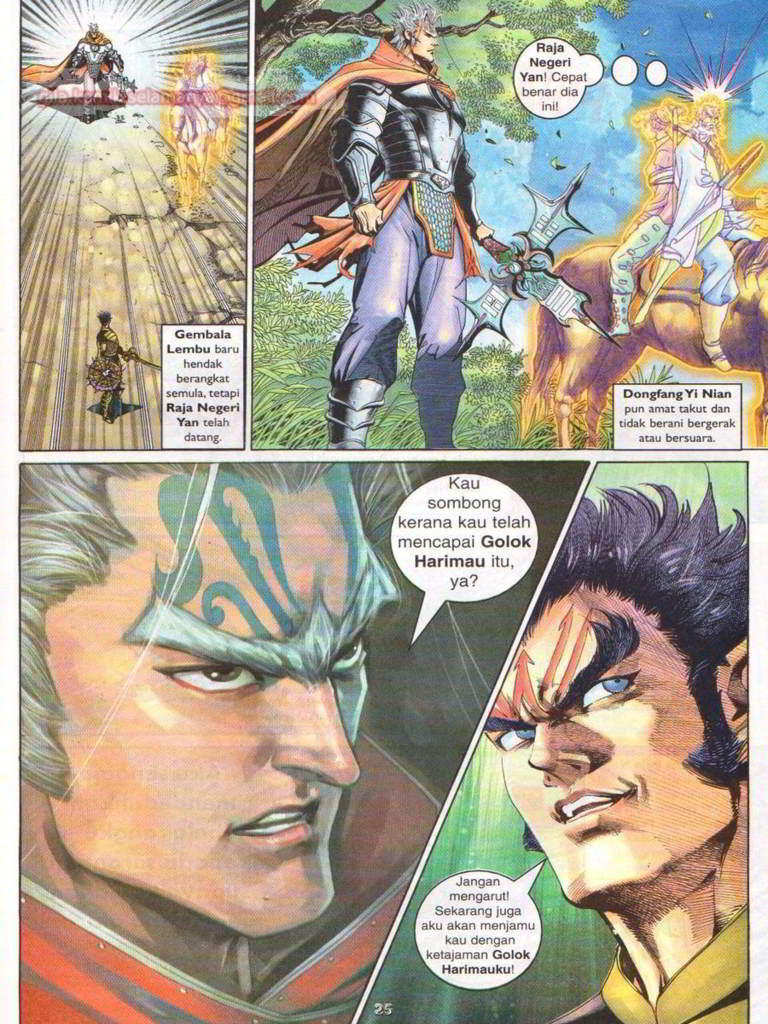 Gembala
Lembu baru
hendak
berangkat
semula, tetapi
Raja Negeri
Yan telah
datang.
Raja
Negeri
Yan! Cepat
benar dia
ini!
Dongfang Yi Nian
pun amat takut dan
tidak berani bergerak
atau bersuara.
Kau
sombong
kerana kau telah
mencapai Golok
Harimau itu,
ya?
Jangan
mengarut!
Sekarang juga
aku akan menjamu
kau dengan
ketajaman Golok
Harimauku!
25